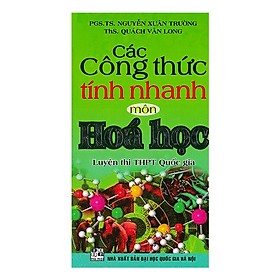 PGS.TS. NGUYỄN XUÂN TRƯỜNG
ThS. QUÁCH VĂN LONG
Các
Công thức
tính nhanh
môn
Hoá học
Luyện thi THPT Quốc gia
NHÀ XUẤT BẢN ĐẠI HỌC QUỐC GIA HÀ NỘI